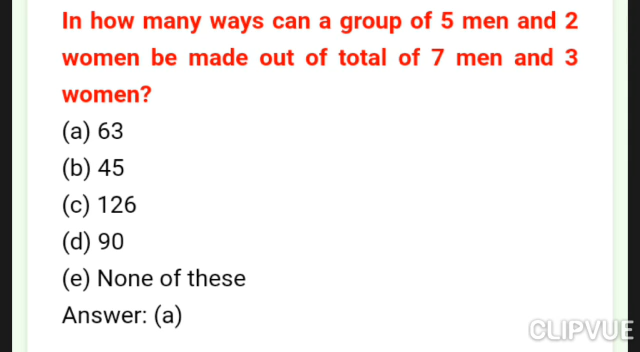 In how many ways can a group of 5 men and 2
women be made out of total of 7 men and 3
women?
(a) 63
(b) 45
(c) 126
(d) 90
(e) None of these
Answer: (a)
CLIPVUE